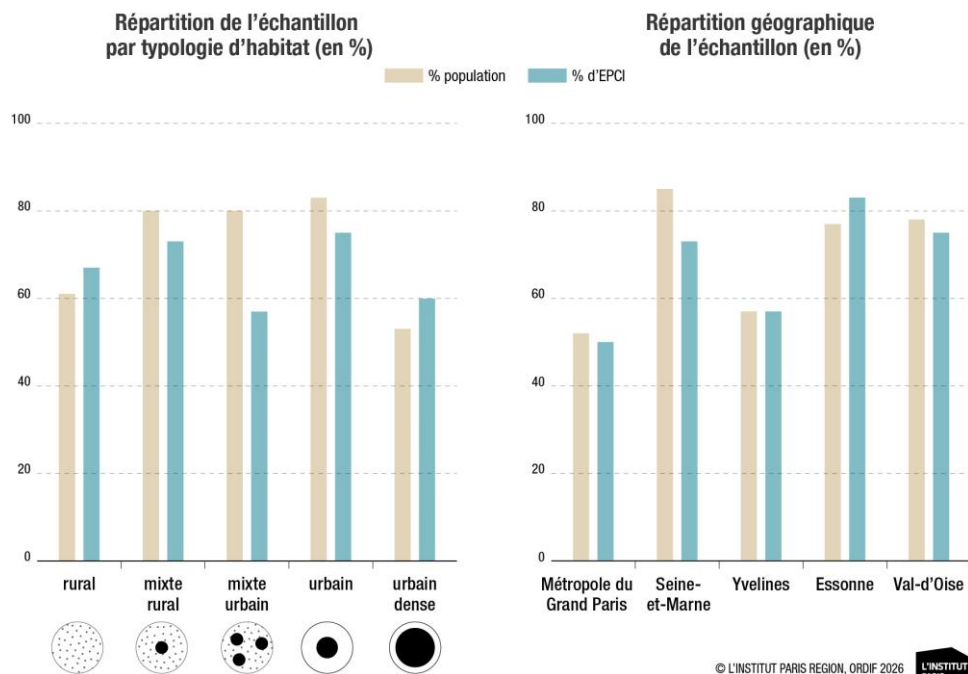 Répartition de l’échantillon
par typologie d’habitat (en %)
Répartition géographique
de l’échantillon (en %)
% population
% d’EPCI
100
80
60
40
20
0
rural
mixte
rural
mixte
urbain
urbain
urbain
dense
100
80
60
40
20
0
Métropole du
Grand Paris
Seine-
et-Marne
Yvelines
Essonne
Val-d’Oise
© L’INSTITUT PARIS REGION, ORDIF 2026
L’INSTITUT